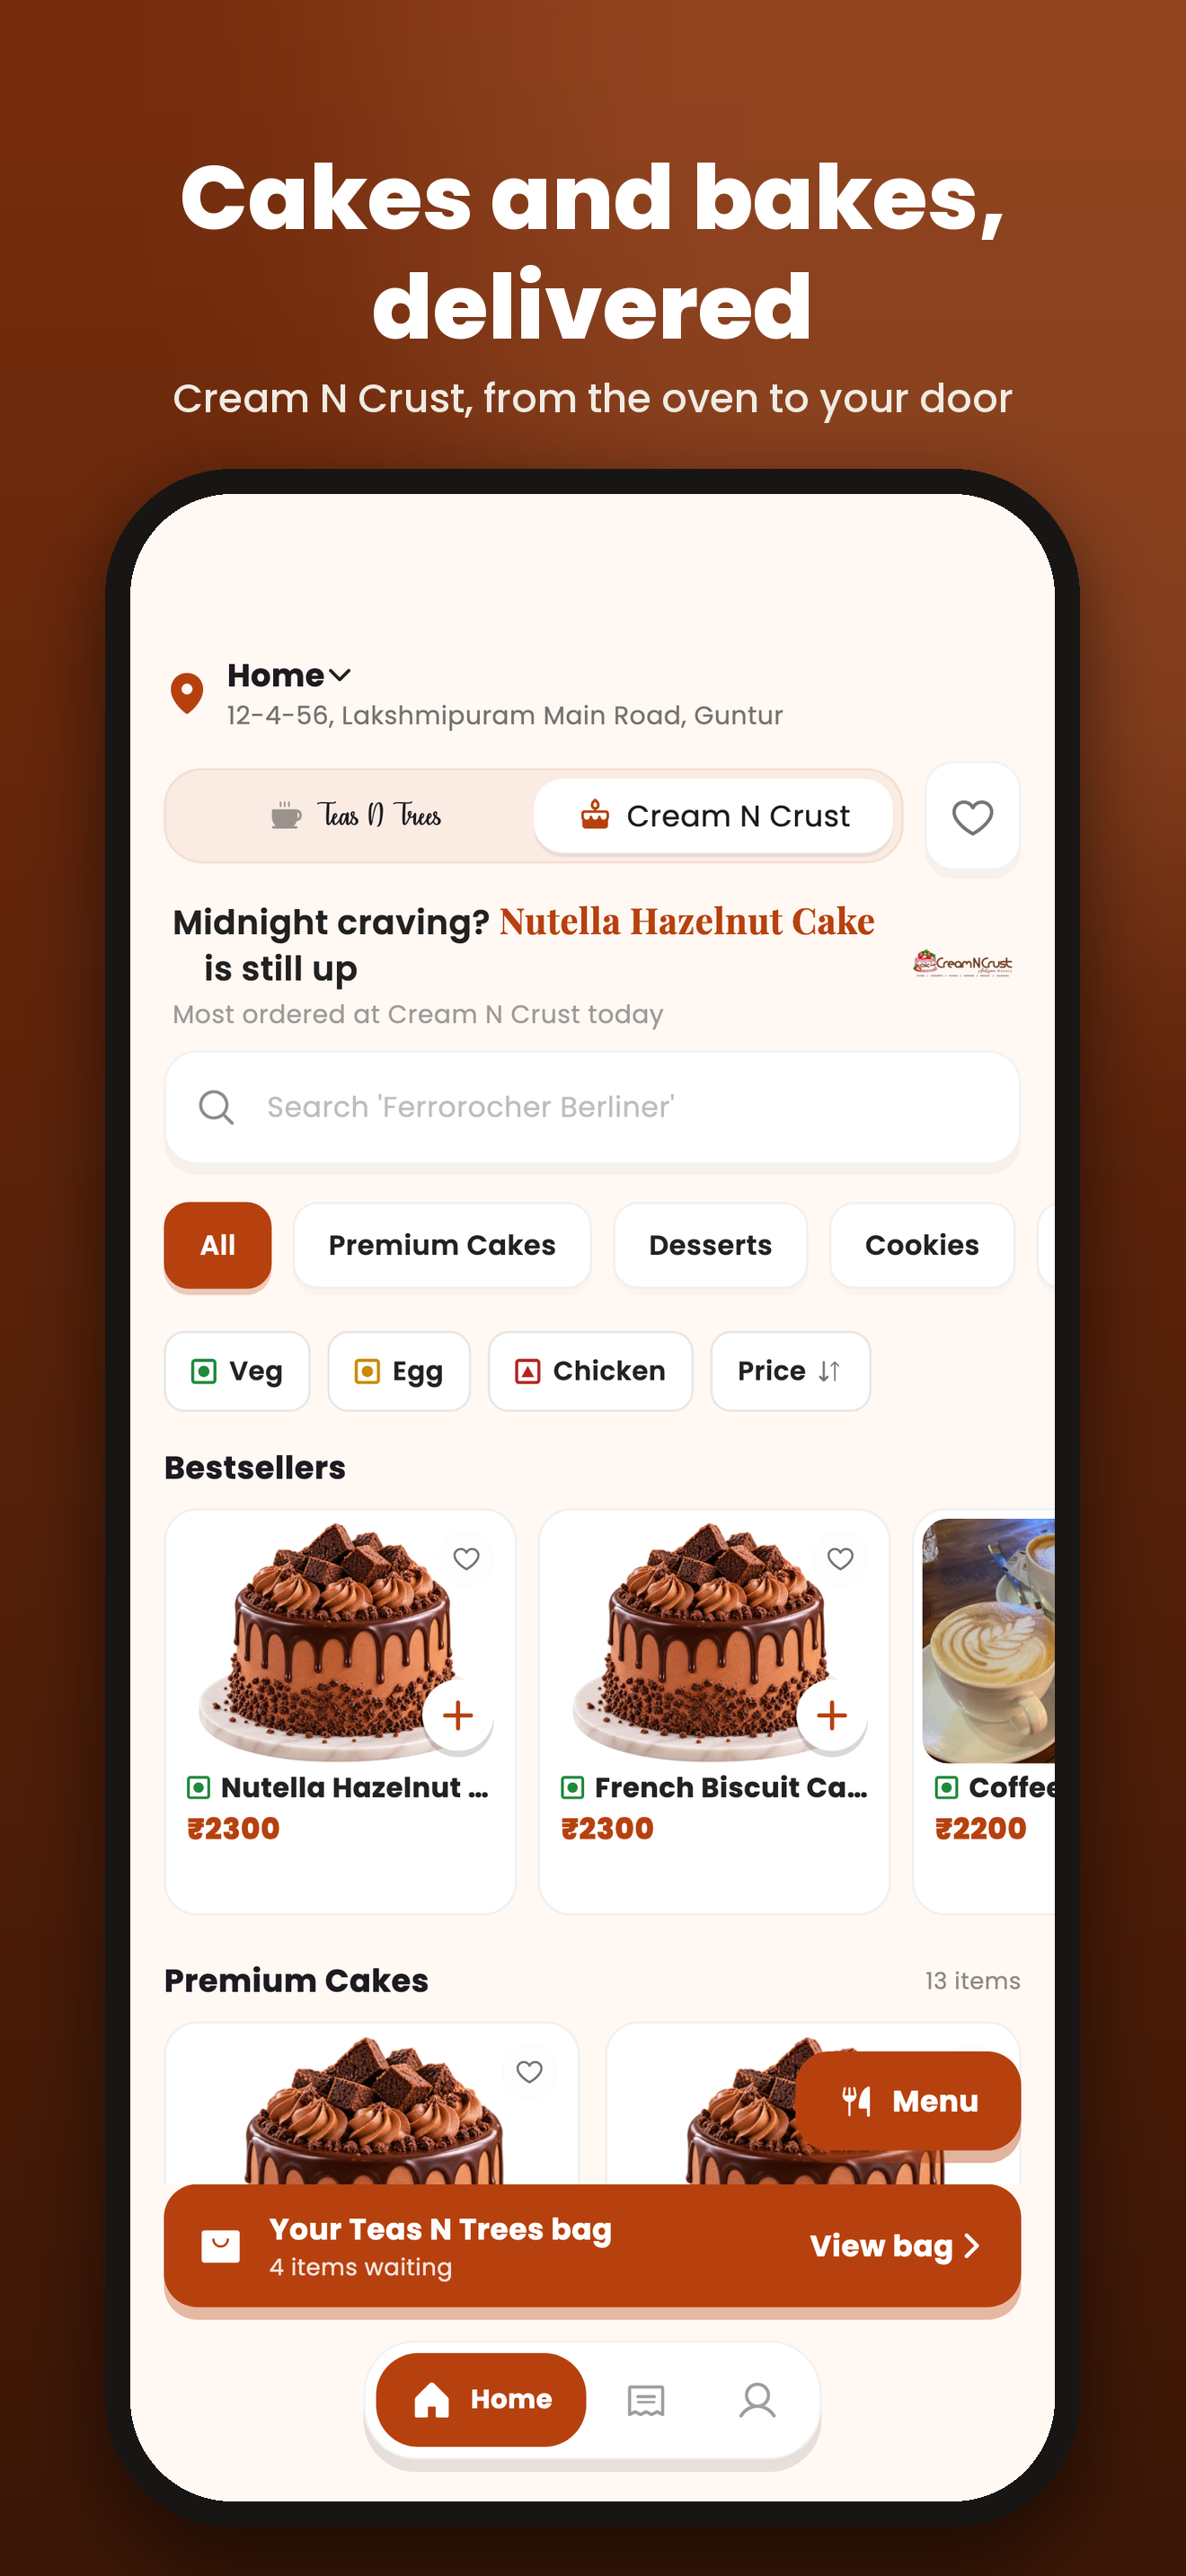 Cakes and bakes,
delivered
Cream N Crust, from the oven to your door
Home
12-4-56, Lakshmipuram Main Road, Guntur
Teas N Trees
Cream N Crust
Midnight craving? Nutella Hazelnut Cake
is still up
CreamNCrust
Most ordered at Cream N Crust today
Search 'Ferrorocher Berliner'
All
Premium Cakes
Desserts
Cookies
Veg
Egg
Chicken
Price
Bestsellers
Nutella Hazelnut ...
₹2300
French Biscuit Ca...
₹2300
Coffee
₹2200
Premium Cakes
13 items
Menu
Your Teas N Trees bag
4 items waiting
View bag
Home